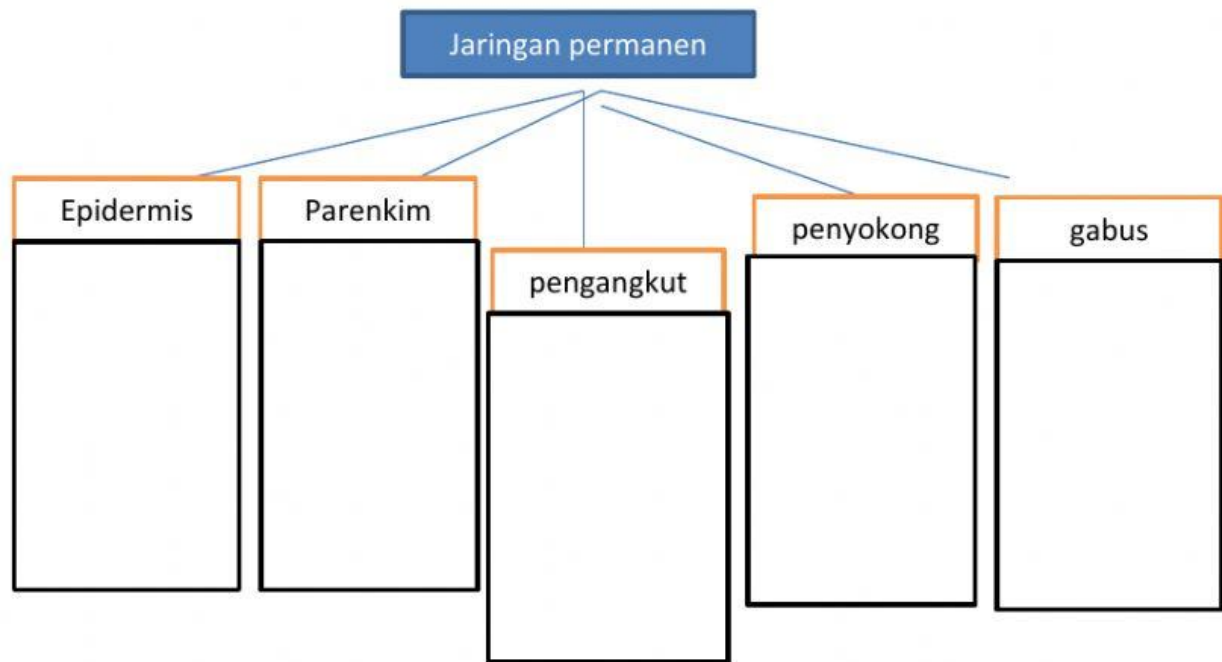 Jaringan permanen
Epidermis
Parenkim
pengangkut
penyokong
gabus